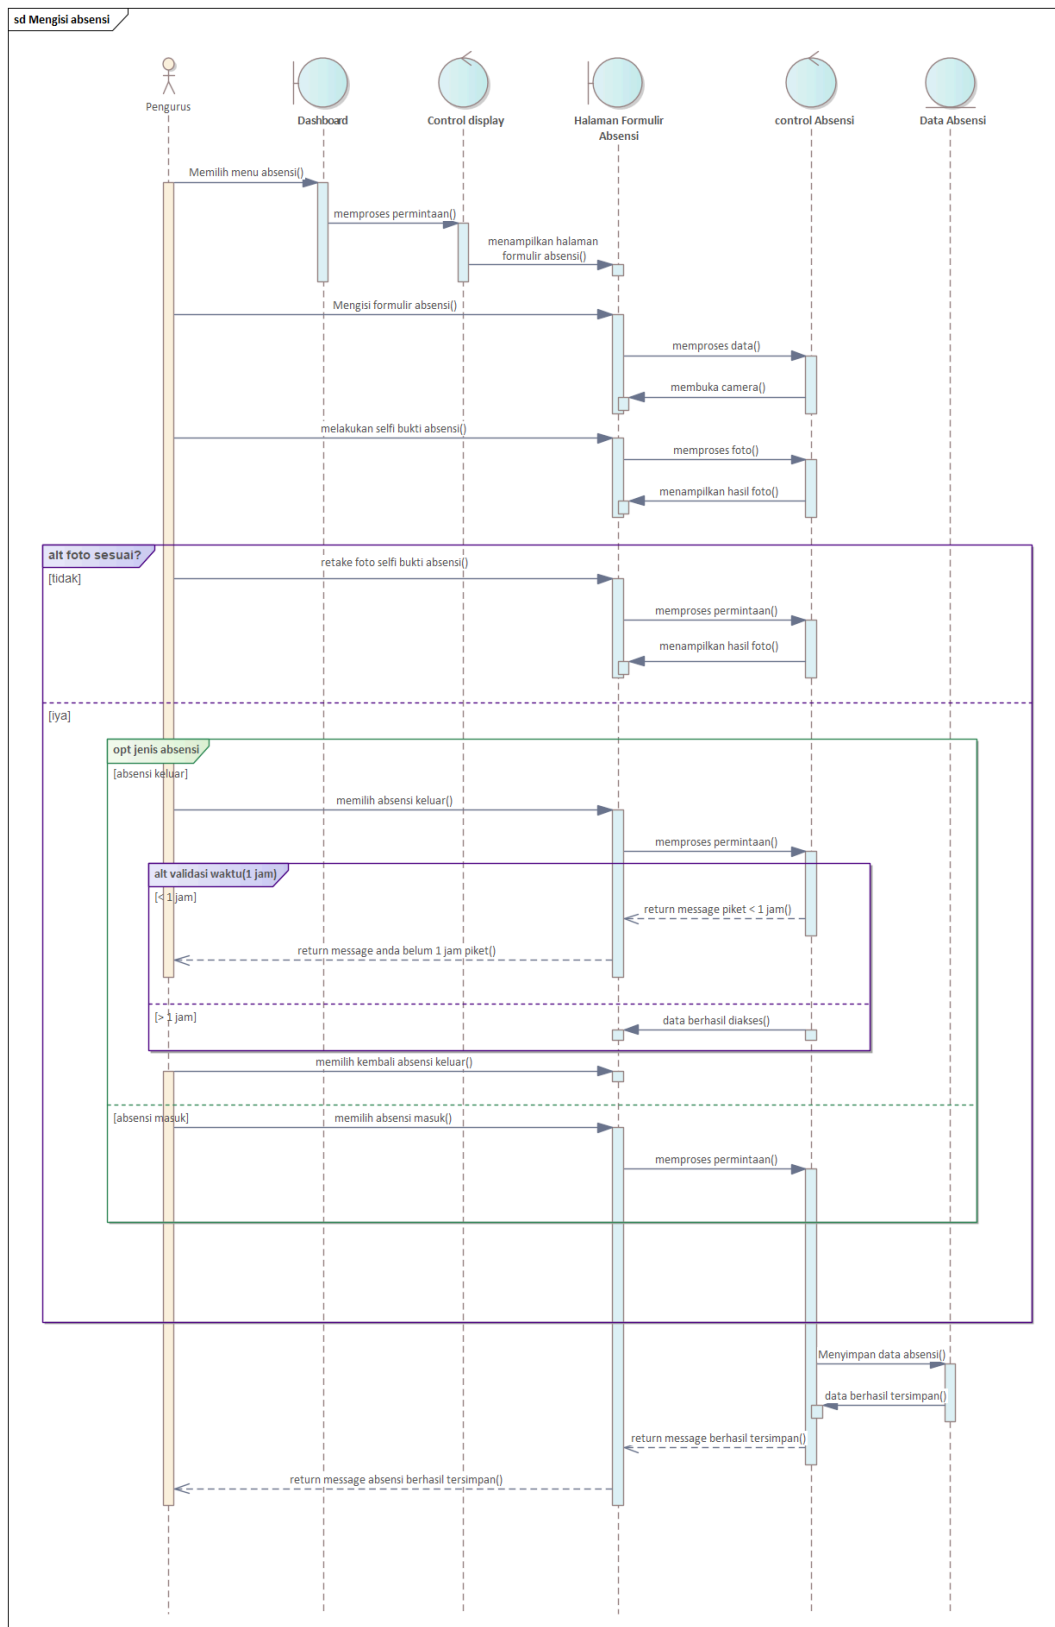 sd Mengisi absensi
Pengurus
Dashboard
Control display
Halaman Formulir
Absensi
control Absensi
Data Absensi
Memilih menu absensi()
memproses permintaan()
menampilkan halaman
formulir absensi()
Mengisi formulir absensi()
memproses data()
membuka camera()
melakukan selfi bukti absensi()
memproses foto()
menampilkan hasil foto()
alt foto sesuai?
[tidak]
retake foto selfi bukti absensi()
memproses permintaan()
menampilkan hasil foto()
[iya]
opt jenis absensi
[absensi keluar]
memilih absensi keluar()
memproses permintaan()
alt validasi waktu(1 jam)
[< 1 jam]
return message piket < 1 jam()
return message anda belum 1 jam piket()
[> 1 jam]
data berhasil diakses()
memilih kembali absensi keluar()
[absensi masuk]
memilih absensi masuk()
memproses permintaan()
Menyimpan data absensi()
data berhasil tersimpan()
return message berhasil tersimpan()
return message absensi berhasil tersimpan()